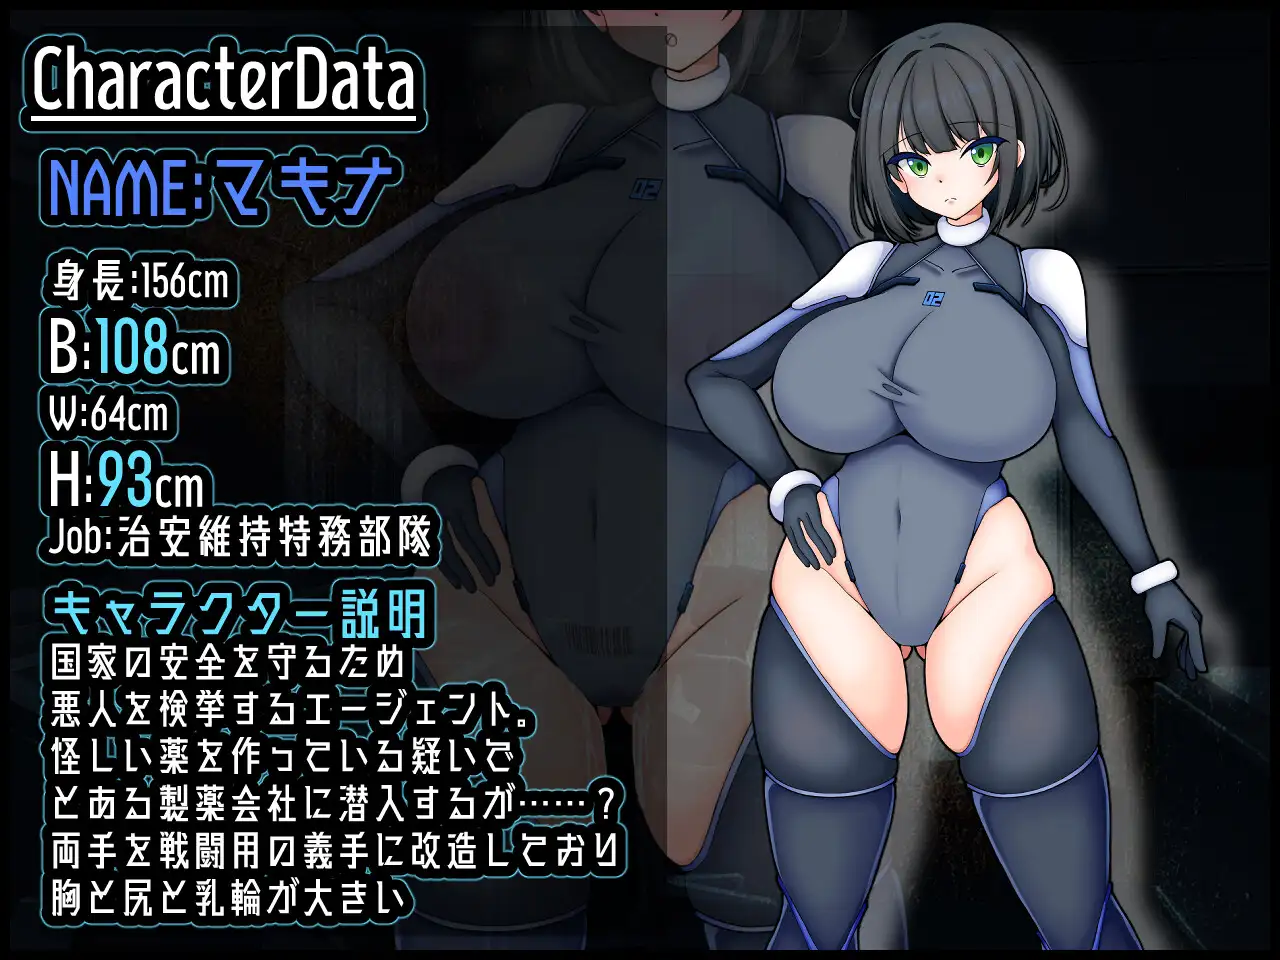 CharacterData
NAME:マキナ
身長:156cm
B:108cm
W:64cm
H:93cm
Job:治安維持特務部隊
キャラクター説明
国家の安全を守るため
悪人を検挙するエージェント。
怪しい薬を作っている疑いで
とある製薬会社に潜入するが……？
両手を戦闘用の義手に改造しており
胸と尻と乳輪が大きい
02
02